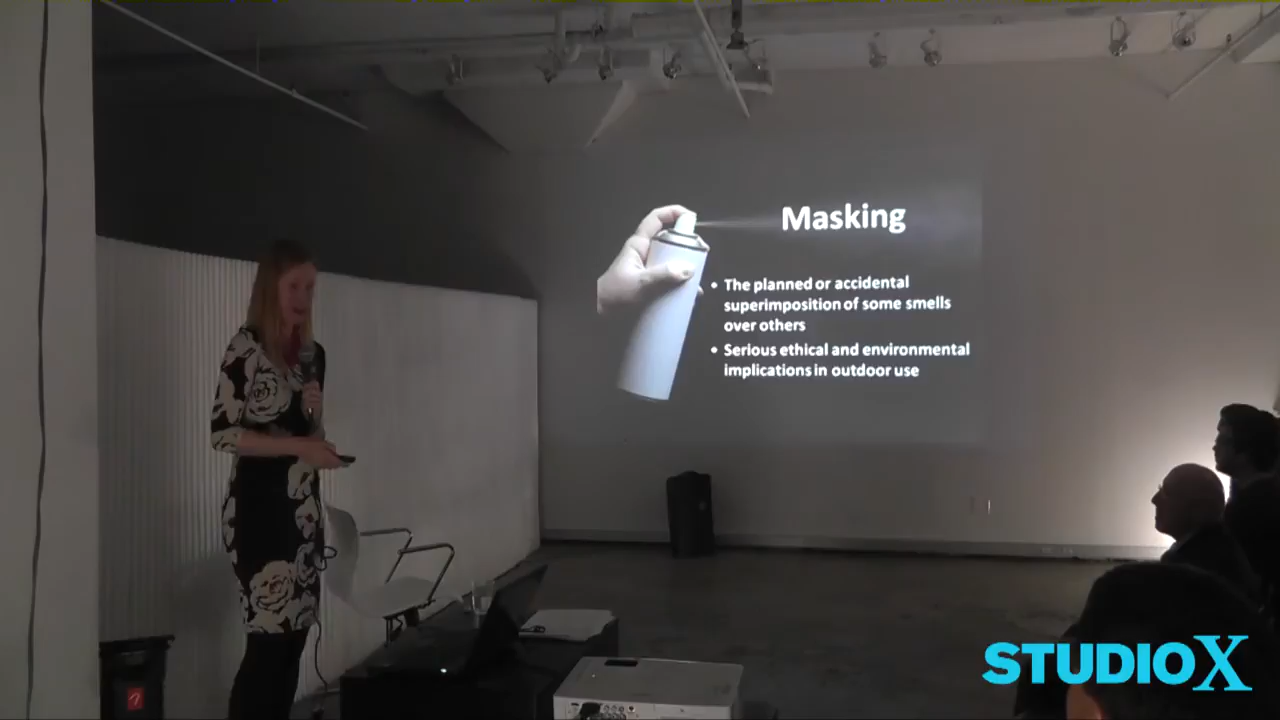 Masking
• The planned or accidental
superimposition of some smells
over others
• Serious ethical and environmental
implications in outdoor use
STUDIOX